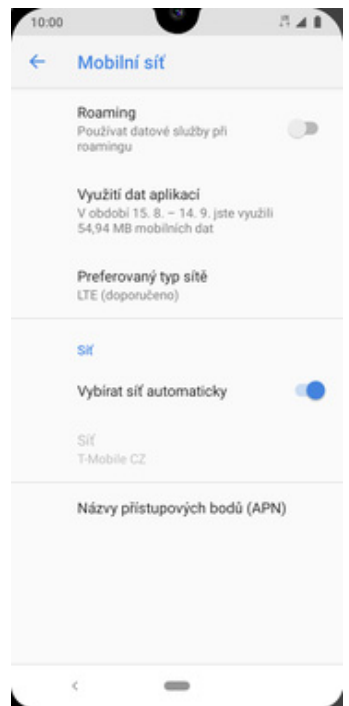 10:00
Mobilní síť
Roaming
Používat datové služby při
roamingu
Využití dat aplikací
V období 15. 8. – 14. 9. jste využili
54,94 MB mobilních dat
Preferovaný typ sítě
LTE (doporučeno)
Síť
Vybírat síť automaticky
Síť
T-Mobile CZ
Názvy přístupových bodů (APN)